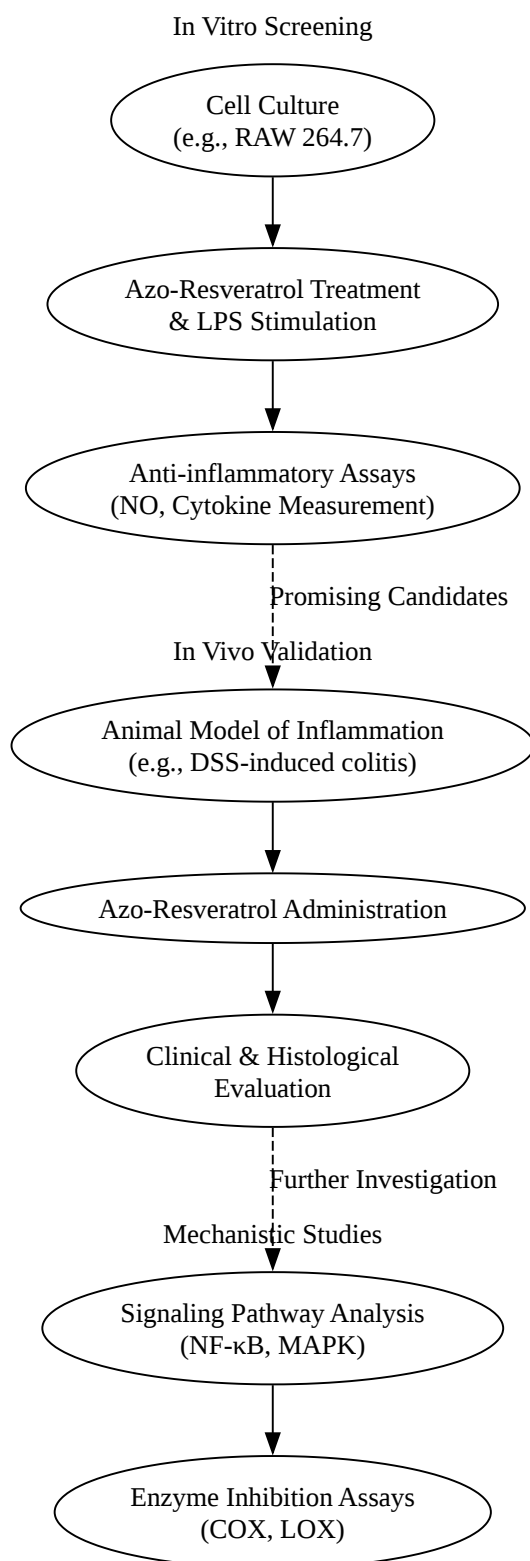 In Vitro Screening
Cell Culture
(e.g., RAW 264.7)
Azo-Resveratrol Treatment
& LPS Stimulation
Anti-inflammatory Assays
(NO, Cytokine Measurement)
Promising Candidates
In Vivo Validation
Animal Model of Inflammation
(e.g., DSS-induced colitis)
Azo-Resveratrol Administration
Clinical & Histological
Evaluation
Further Investigation
Mechanistic Studies
Signaling Pathway Analysis
(NF-κB, MAPK)
Enzyme Inhibition Assays
(COX, LOX)